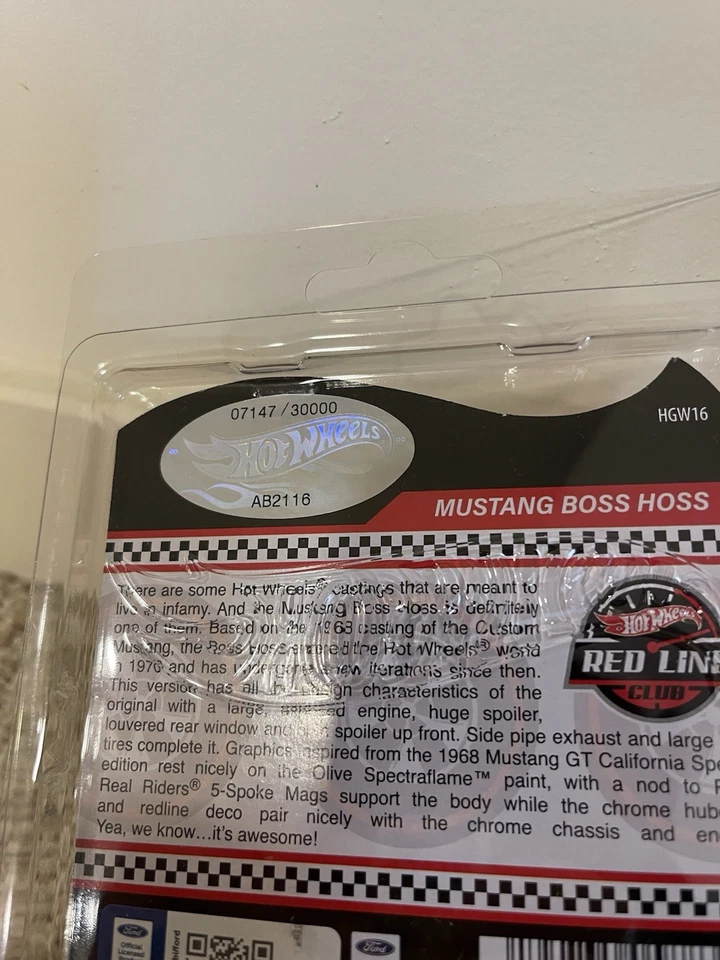 07147 / 30000
HOT WHEELS
AB2116
HGW16
MUSTANG BOSS HOSS
There are some Hot Wheels® castings that are meant to
live in infamy. And the Mustang Boss Hoss is definitely
one of them. Based on the 1968 casting of the Custom
Mustang, the Boss Hoss entered the Hot Wheels® world
in 1970 and has new iterations since then.
This version has all the design characteristics of the
original with a large, engine, huge spoiler,
louvered rear window and spoiler up front. Side pipe exhaust and large
tires complete it. Graphics inspired from the 1968 Mustang GT California Spe
edition rest nicely on the Olive Spectraflame™ paint, with a nod to
Real Riders® 5-Spoke Mags support the body while the chrome hub
and redline deco pair nicely with the chrome chassis and en
Yea, we know...it's awesome!
HOT WHEELS
RED LINE
CLUB
Ford
Official
Licensed
Ford